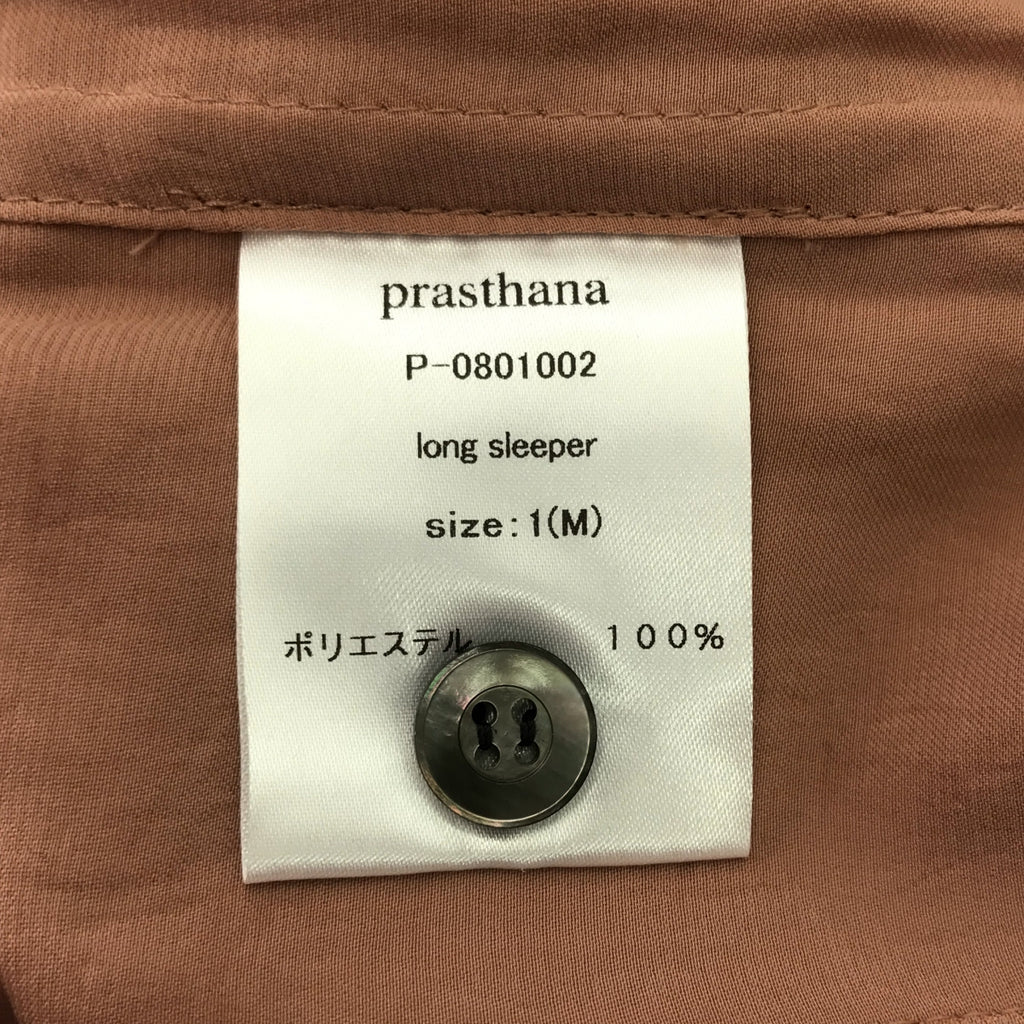 prasthana
P-0801002
long sleeper
size:1(M)
ポリエステル　100%